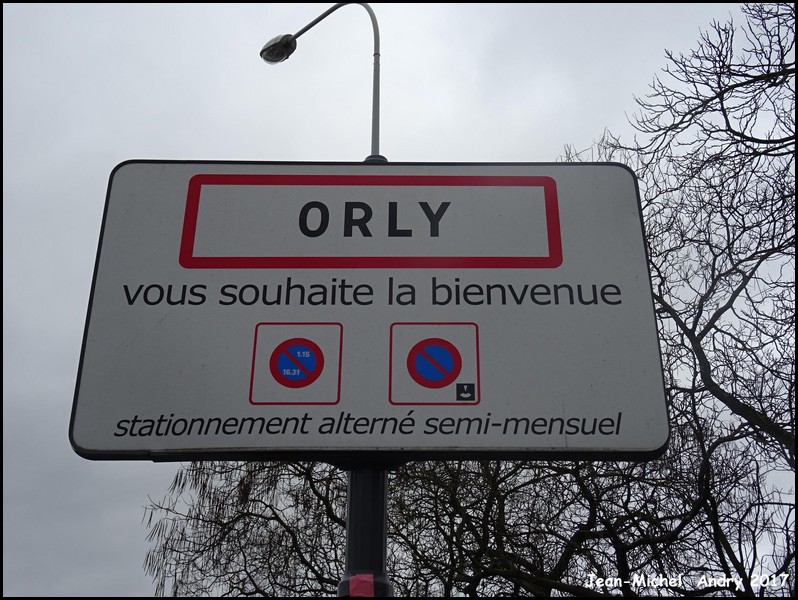 ORLY
vous souhaite la bienvenue
1.15
16.31
stationnement alterné semi-mensuel
Jean-Michel Andry 2017